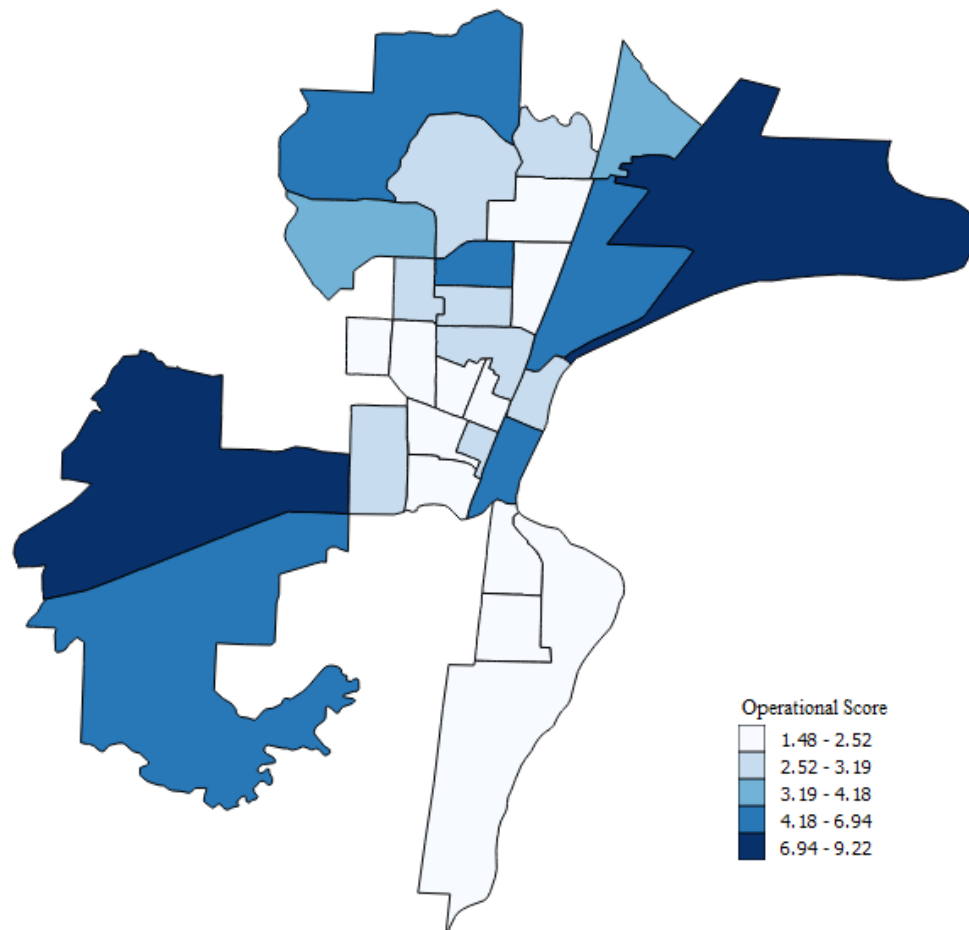 Operational Score
1.48 - 2.52
2.52 - 3.19
3.19 - 4.18
4.18 - 6.94
6.94 - 9.22